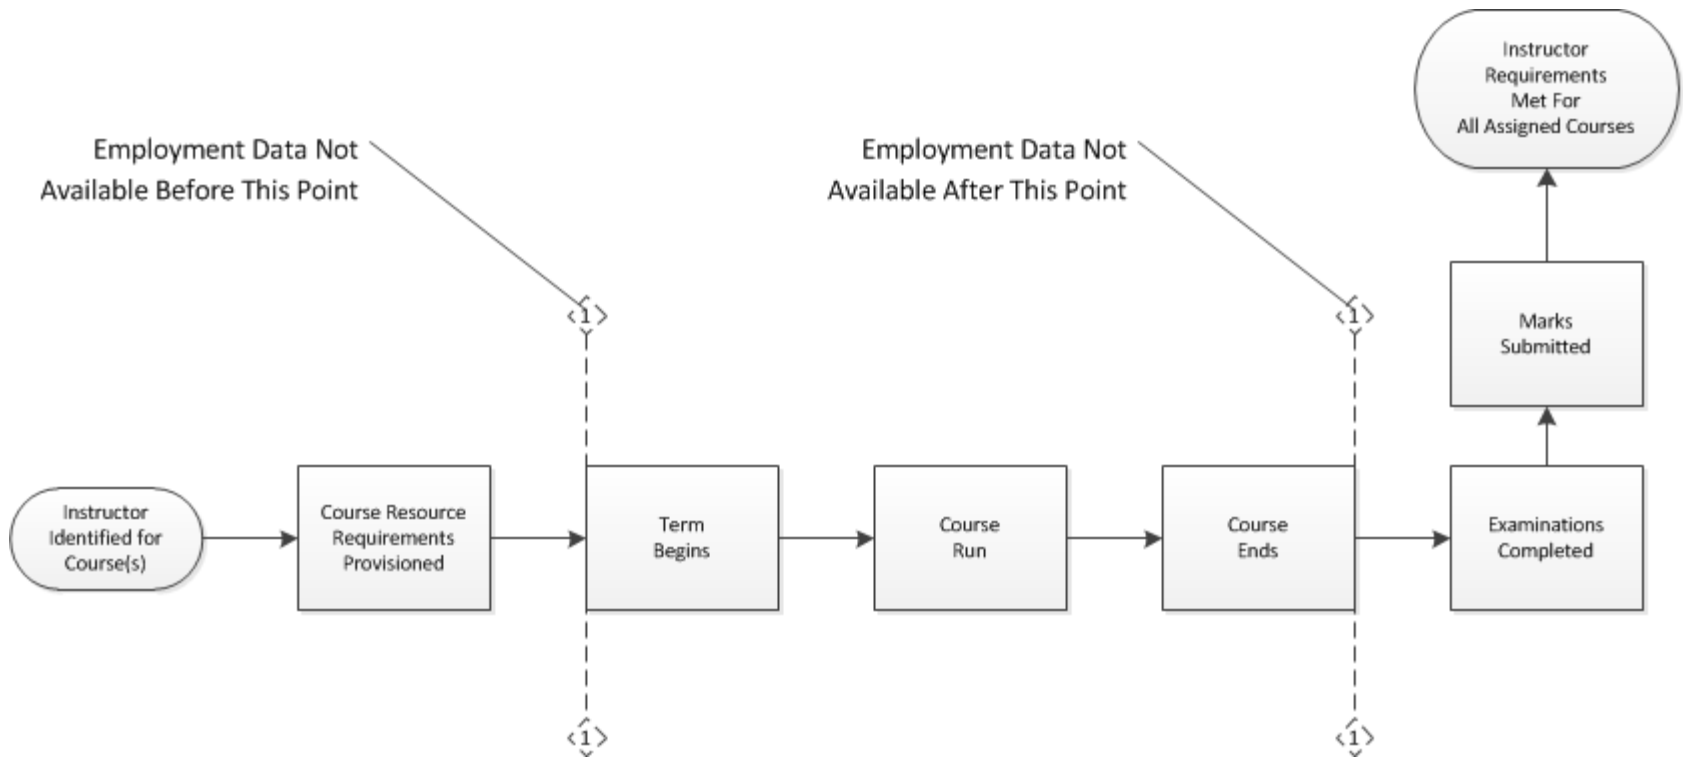 Instructor
Requirements
Met For
All Assigned Courses
Employment Data Not
Available Before This Point
Employment Data Not
Available After This Point
1
1
Marks
Submitted
Instructor
Identified for
Course(s)
Course Resource
Requirements
Provisioned
Term
Begins
Course
Run
Course
Ends
Examinations
Completed
1
1